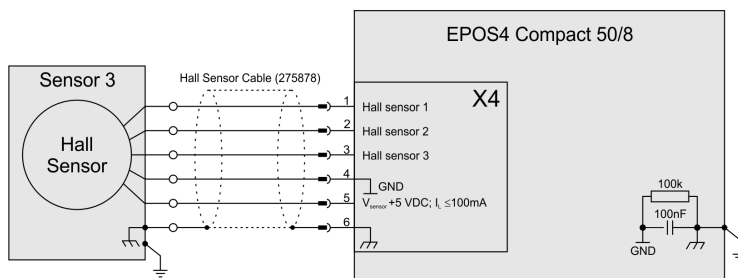 EPOS4 Compact 50/8
Sensor 3
Hall Sensor Cable (275878)
X4
Hall
Sensor
1 Hall sensor 1
2 Hall sensor 2
3 Hall sensor 3
4 GND
5 Vsensor +5 VDC; IL ≤100mA
6
100k
100nF
GND